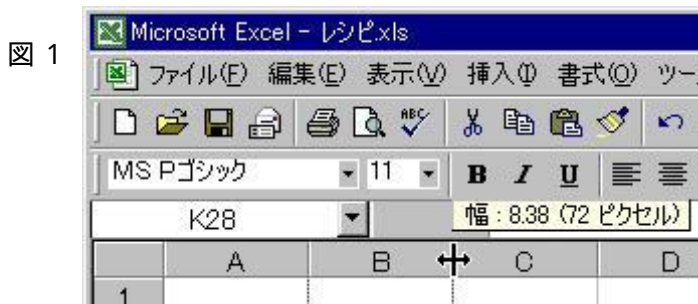 図 1
Microsoft Excel - レシピ.xls
ファイル(F) 編集(E) 表示(V) 挿入(I) 書式(O) ツー
ABC
MS Pゴシック 11 B I U
K28 幅 : 8.38 (72 ピクセル)
A B C D
1